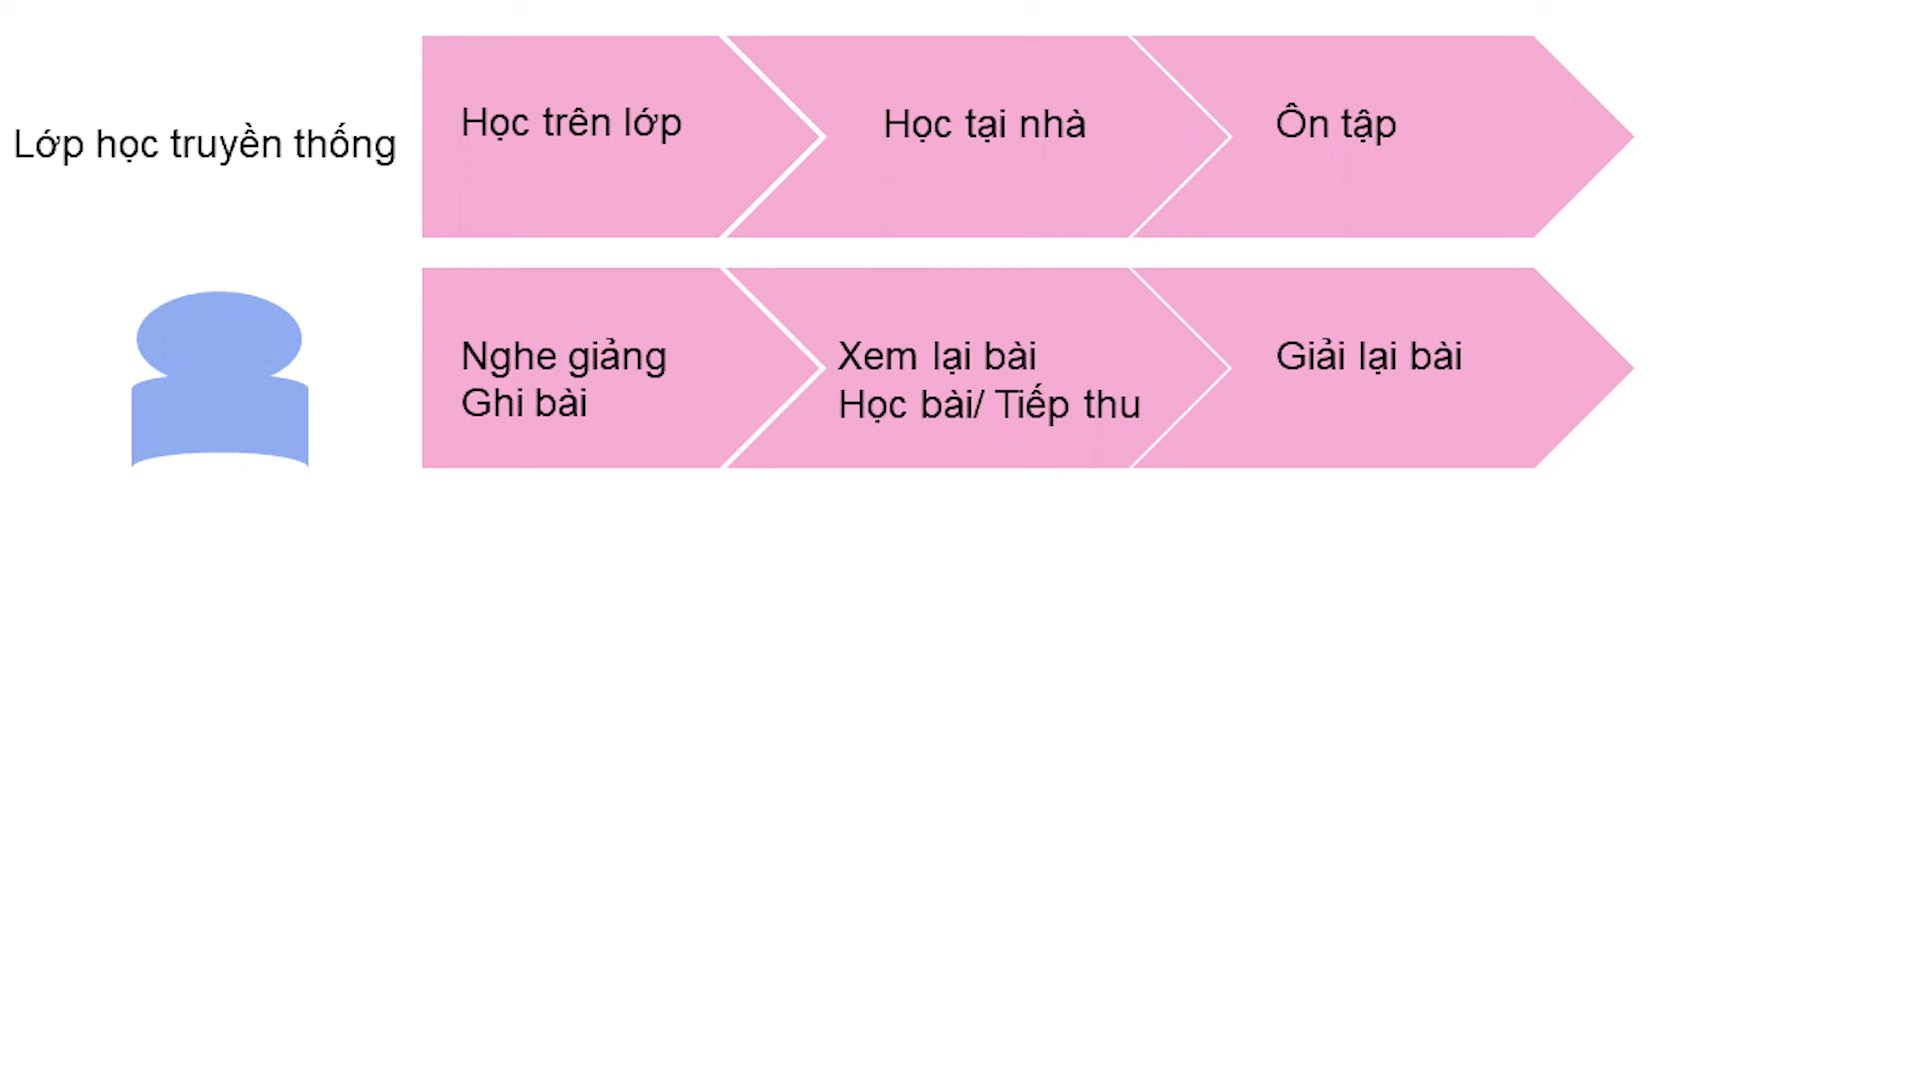 Lớp học truyền thống
Học trên lớp
Học tại nhà
Ôn tập
Nghe giảng
Ghi bài
Xem lại bài
Học bài/ Tiếp thu
Giải lại bài